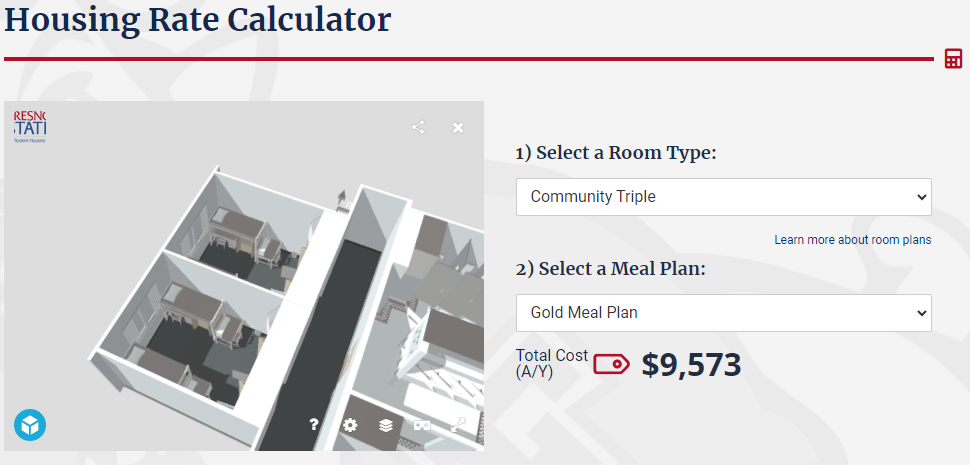 Housing Rate Calculator
RESNO
STATE
Student Housing
1) Select a Room Type:
Community Triple
Learn more about room plans
2) Select a Meal Plan:
Gold Meal Plan
Total Cost
(A/Y)
$9,573
?